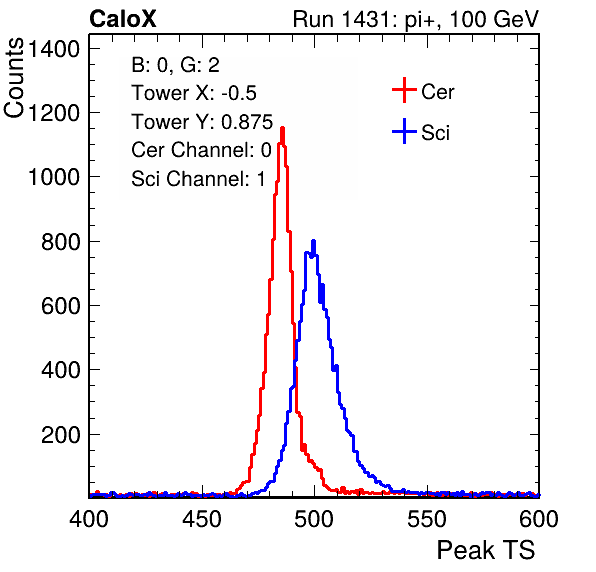 CaloX Run 1431: pi+, 100 GeV
Counts
1400
1200
1000
800
600
400
200
B: 0, G: 2
Tower X: -0.5
Tower Y: 0.875
Cer Channel: 0
Sci Channel: 1
Cer
Sci
400 450 500 550 600
Peak TS